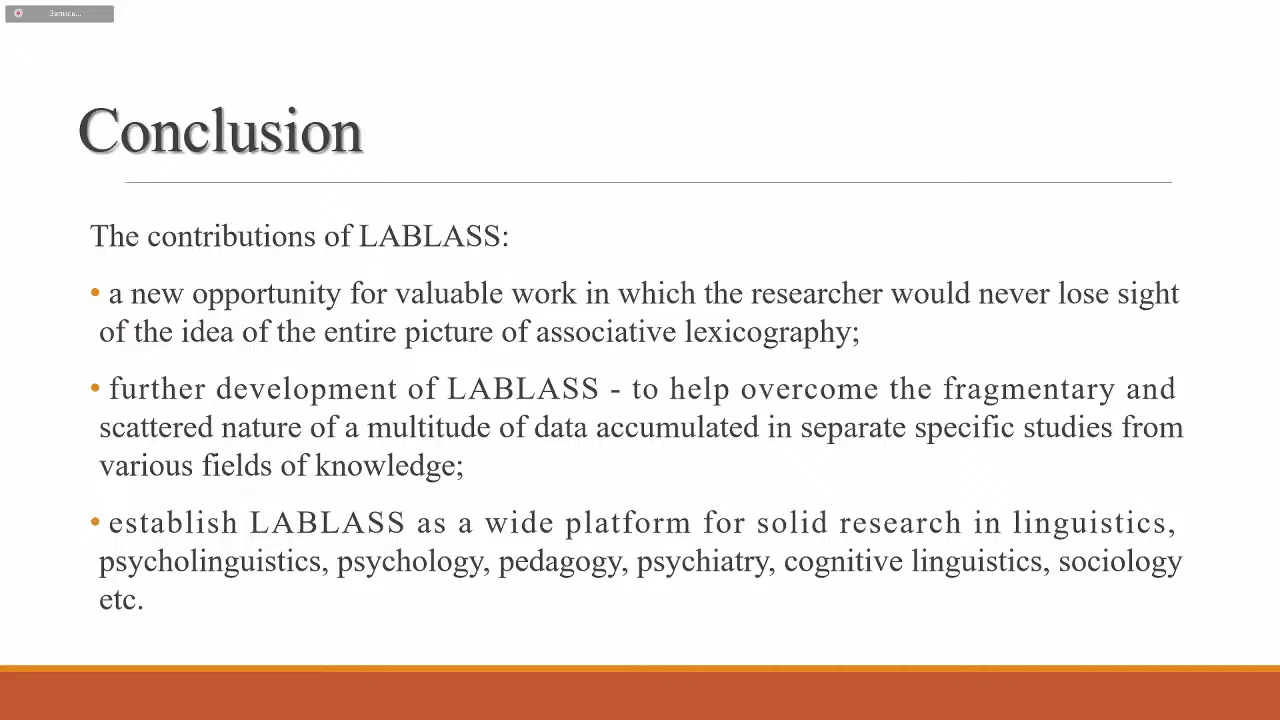 Запись...
Conclusion
The contributions of LABLASS:
• a new opportunity for valuable work in which the researcher would never lose sight
of the idea of the entire picture of associative lexicography;
• further development of LABLASS - to help overcome the fragmentary and
scattered nature of a multitude of data accumulated in separate specific studies from
various fields of knowledge;
• establish LABLASS as a wide platform for solid research in linguistics,
psycholinguistics, psychology, pedagogy, psychiatry, cognitive linguistics, sociology
etc.